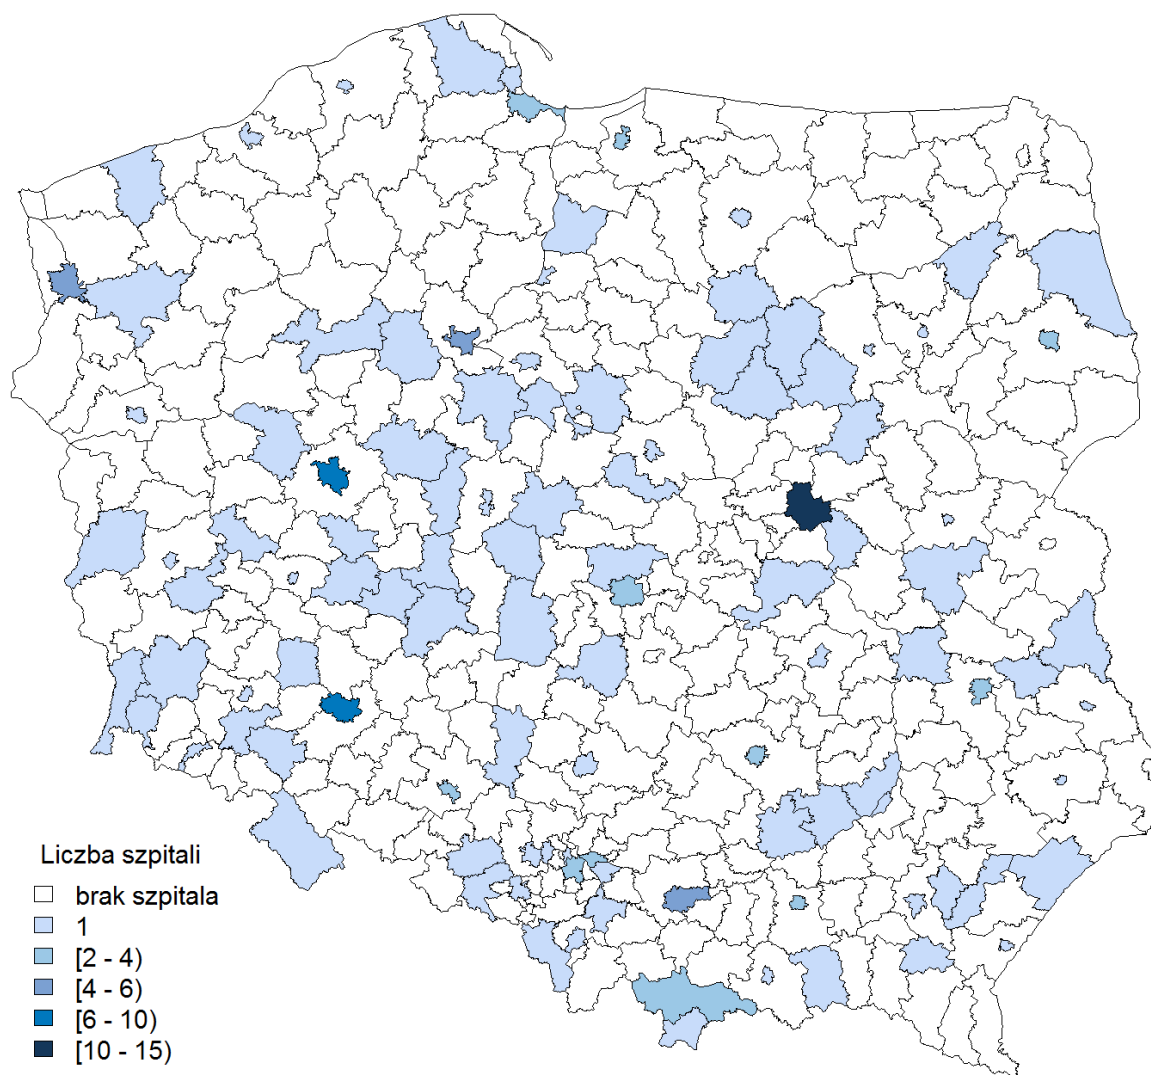 Liczba szpitali
brak szpitala
1
[2 - 4)
[4 - 6)
[6 - 10)
[10 - 15)